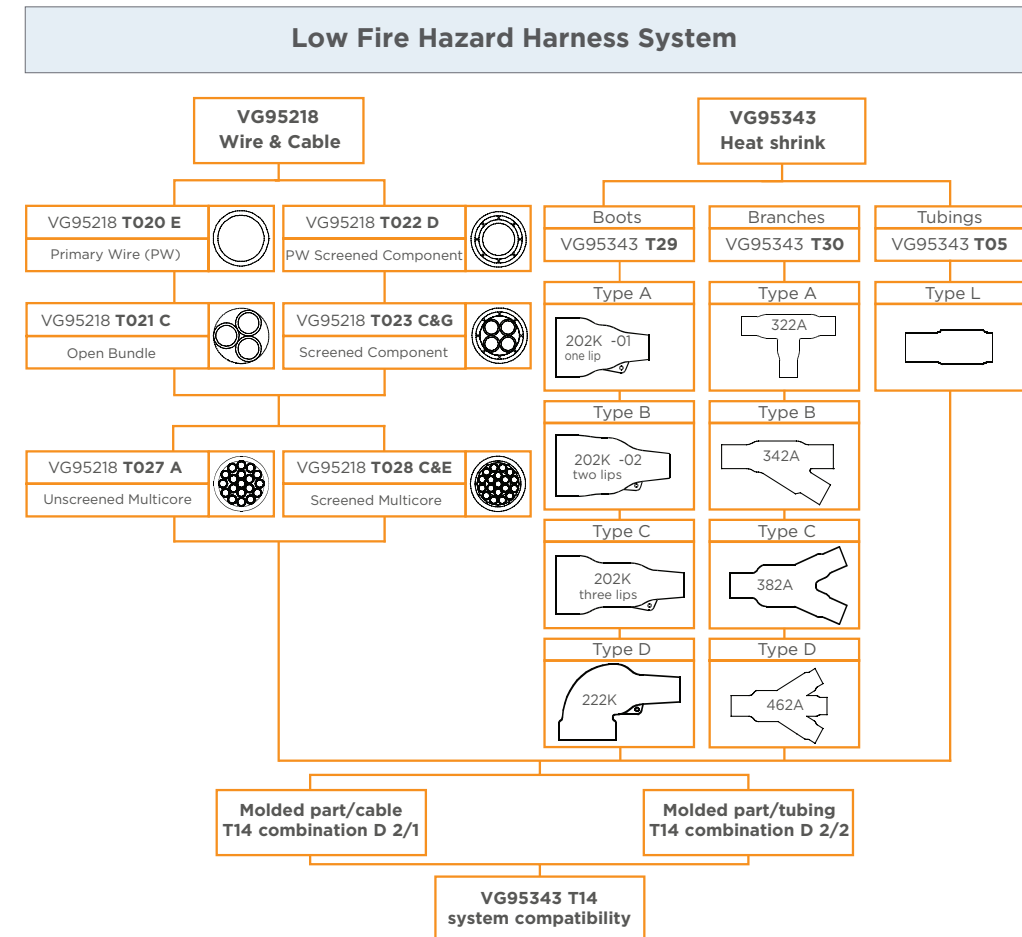 Low Fire Hazard Harness System
VG95218
Wire & Cable
VG95218 T020 E
Primary Wire (PW)
VG95218 T022 D
PW Screened Component
VG95218 T021 C
Open Bundle
VG95218 T023 C&G
Screened Component
VG95218 T027 A
Unscreened Multicore
VG95218 T028 C&E
Screened Multicore
VG95343
Heat shrink
Boots
VG95343 T29
Type A
202K -01
one lip
Type B
202K -02
two lips
Type C
202K
three lips
Type D
222K
Branches
VG95343 T30
Type A
322A
Type B
342A
Type C
382A
Type D
462A
Tubings
VG95343 T05
Type L
Molded part/cable
T14 combination D 2/1
Molded part/tubing
T14 combination D 2/2
VG95343 T14
system compatibility